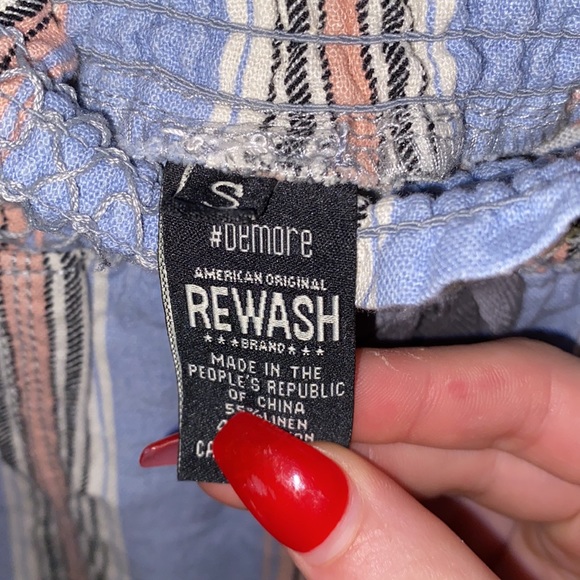 S
#DEMORE
AMERICAN ORIGINAL
REWASH
★★★BRAND★★★
MADE IN THE
PEOPLE'S REPUBLIC
OF CHINA
55% LINEN